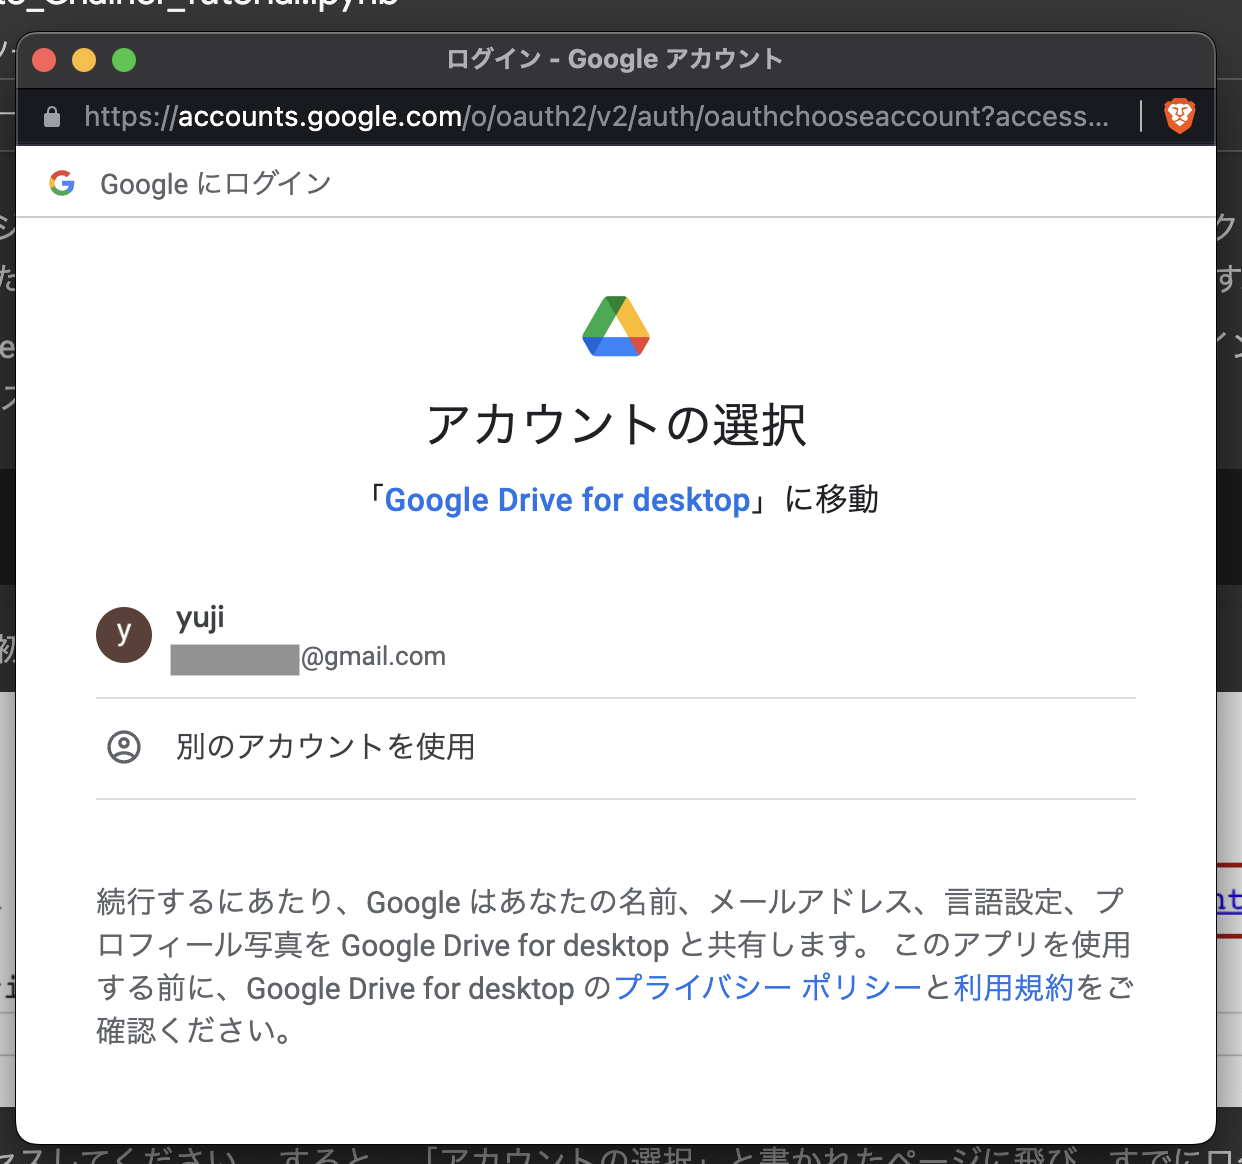 ログイン - Google アカウント
https://accounts.google.com/o/oauth2/v2/auth/oauthchooseaccount?access...
Google にログイン
アカウントの選択
「Google Drive for desktop」に移動
y
yuji
@gmail.com
別のアカウントを使用
続行するにあたり、Google はあなたの名前、メールアドレス、言語設定、プ
ロフィール写真を Google Drive for desktop と共有します。 このアプリを使用
する前に、Google Drive for desktop のプライバシー ポリシーと利用規約をご
確認ください。